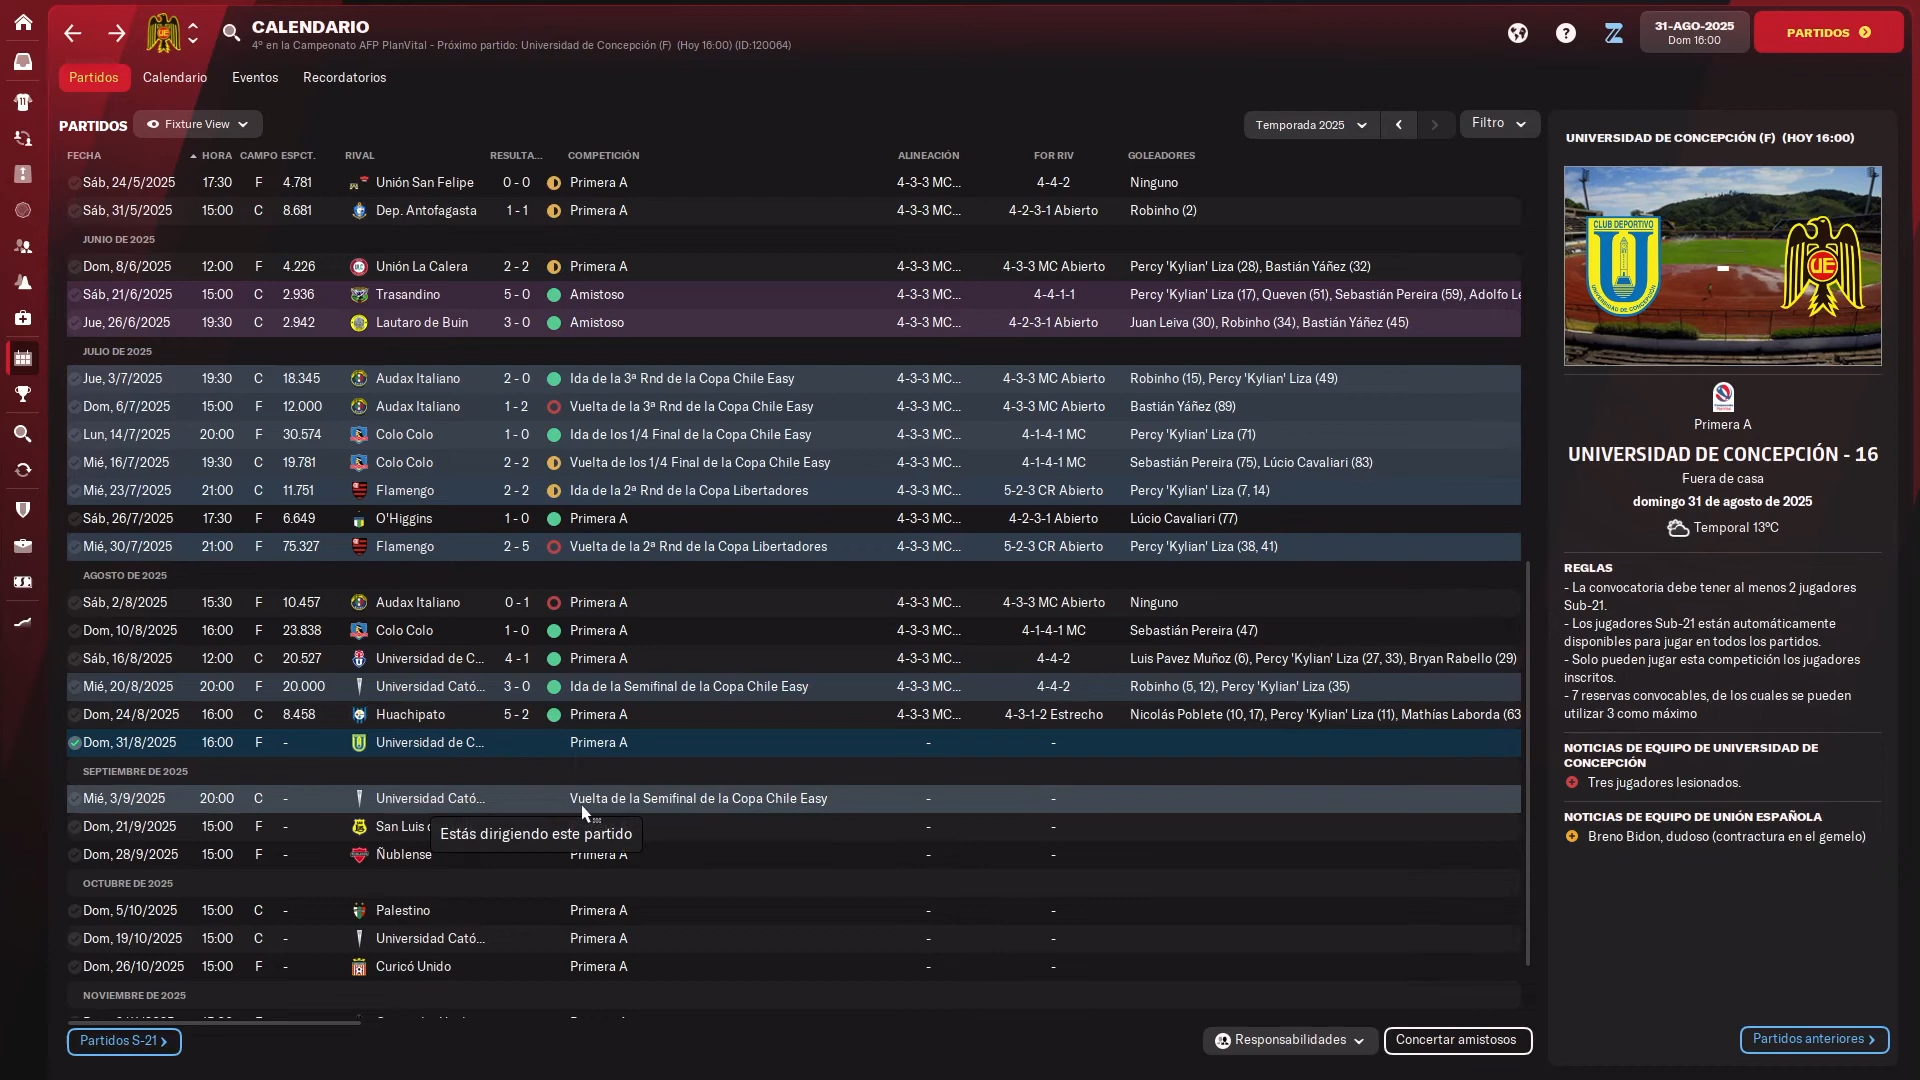 CALENDARIO
4º en la Campeonato AFP PlanVital - Próximo partido: Universidad de Concepción (F) (Hoy 16:00) (ID:120064)
31-AGO-2025
Dom 16:00
PARTIDOS
Partidos Calendario Eventos Recordatorios
PARTIDOS Fixture View Temporada 2025 Filtro
FECHA HORA CAMPO ESPCT. RIVAL RESULTA... COMPETICIÓN ALINEACIÓN FOR RIV GOLEADORES
Sáb, 24/5/2025 17:30 F 4.781 Unión San Felipe 0 - 0 Primera A 4-3-3 MC... 4-4-2 Ninguno
Sáb, 31/5/2025 15:00 C 8.681 Dep. Antofagasta 1 - 1 Primera A 4-3-3 MC... 4-2-3-1 Abierto Robinho (2)
JUNIO DE 2025
Dom, 8/6/2025 12:00 F 4.226 Unión La Calera 2 - 2 Primera A 4-3-3 MC... 4-3-3 MC Abierto Percy 'Kylian' Liza (28), Bastián Yáñez (32)
Sáb, 21/6/2025 15:00 C 2.936 Trasandino 5 - 0 Amistoso 4-3-3 MC... 4-4-1-1 Percy 'Kylian' Liza (17), Queven (51), Sebastián Pereira (59), Adolfo Le
Jue, 26/6/2025 19:30 C 2.942 Lautaro de Buin 3 - 0 Amistoso 4-3-3 MC... 4-2-3-1 Abierto Juan Leiva (30), Robinho (34), Bastián Yáñez (45)
JULIO DE 2025
Jue, 3/7/2025 19:30 C 18.345 Audax Italiano 2 - 0 Ida de la 3ª Rnd de la Copa Chile Easy 4-3-3 MC... 4-3-3 MC Abierto Robinho (15), Percy 'Kylian' Liza (49)
Dom, 6/7/2025 15:00 F 12.000 Audax Italiano 1 - 2 Vuelta de la 3ª Rnd de la Copa Chile Easy 4-3-3 MC... 4-3-3 MC Abierto Bastián Yáñez (89)
Lun, 14/7/2025 20:00 F 30.574 Colo Colo 1 - 0 Ida de los 1/4 Final de la Copa Chile Easy 4-3-3 MC... 4-1-4-1 MC Percy 'Kylian' Liza (71)
Mié, 16/7/2025 19:30 C 19.781 Colo Colo 2 - 2 Vuelta de los 1/4 Final de la Copa Chile Easy 4-3-3 MC... 4-1-4-1 MC Sebastián Pereira (75), Lúcio Cavaliari (83)
Mié, 23/7/2025 21:00 C 11.751 Flamengo 2 - 2 Ida de la 2ª Rnd de la Copa Libertadores 4-3-3 MC... 5-2-3 CR Abierto Percy 'Kylian' Liza (7, 14)
Sáb, 26/7/2025 17:30 F 6.649 O'Higgins 1 - 0 Primera A 4-3-3 MC... 4-2-3-1 Abierto Lúcio Cavaliari (77)
Mié, 30/7/2025 21:00 F 75.327 Flamengo 2 - 5 Vuelta de la 2ª Rnd de la Copa Libertadores 4-3-3 MC... 5-2-3 CR Abierto Percy 'Kylian' Liza (38, 41)
AGOSTO DE 2025
Sáb, 2/8/2025 15:30 F 10.457 Audax Italiano 0 - 1 Primera A 4-3-3 MC... 4-3-3 MC Abierto Ninguno
Dom, 10/8/2025 16:00 F 23.838 Colo Colo 1 - 0 Primera A 4-3-3 MC... 4-1-4-1 MC Sebastián Pereira (47)
Sáb, 16/8/2025 12:00 C 20.527 Universidad de C... 4 - 1 Primera A 4-3-3 MC... 4-4-2 Luis Pavez Muñoz (6), Percy 'Kylian' Liza (27, 33), Bryan Rabello (29)
Mié, 20/8/2025 20:00 F 20.000 Universidad Cató... 3 - 0 Ida de la Semifinal de la Copa Chile Easy 4-3-3 MC... 4-4-2 Robinho (5, 12), Percy 'Kylian' Liza (35)
Dom, 24/8/2025 16:00 C 8.458 Huachipato 5 - 2 Primera A 4-3-3 MC... 4-3-1-2 Estrecho Nicolás Poblete (10, 17), Percy 'Kylian' Liza (11), Mathías Laborda (63
Dom, 31/8/2025 16:00 F - Universidad de C... Primera A - -
SEPTIEMBRE DE 2025
Mié, 3/9/2025 20:00 C - Universidad Cató... Vuelta de la Semifinal de la Copa Chile Easy - -
Dom, 21/9/2025 15:00 F - San Luis - -
Estás dirigiendo este partido
Dom, 28/9/2025 15:00 F - Ñublense Primera A - -
OCTUBRE DE 2025
Dom, 5/10/2025 15:00 C - Palestino Primera A - -
Dom, 19/10/2025 15:00 C - Universidad Cató... Primera A - -
Dom, 26/10/2025 15:00 F - Curicó Unido Primera A - -
NOVIEMBRE DE 2025
Partidos S-21
Responsabilidades
Concertar amistosos
UNIVERSIDAD DE CONCEPCIÓN (F) (HOY 16:00)
CLUB DEPORTIVO
UNIVERSIDAD DE CONCEPCION
UE
Primera A
UNIVERSIDAD DE CONCEPCIÓN - 16
Fuera de casa
domingo 31 de agosto de 2025
Temporal 13ºC
REGLAS
- La convocatoria debe tener al menos 2 jugadores
Sub-21.
- Los jugadores Sub-21 están automáticamente
disponibles para jugar en todos los partidos.
- Solo pueden jugar esta competición los jugadores
inscritos.
- 7 reservas convocables, de los cuales se pueden
utilizar 3 como máximo
NOTICIAS DE EQUIPO DE UNIVERSIDAD DE
CONCEPCIÓN
Tres jugadores lesionados.
NOTICIAS DE EQUIPO DE UNIÓN ESPAÑOLA
Breno Bidon, dudoso (contractura en el gemelo)
Partidos anteriores